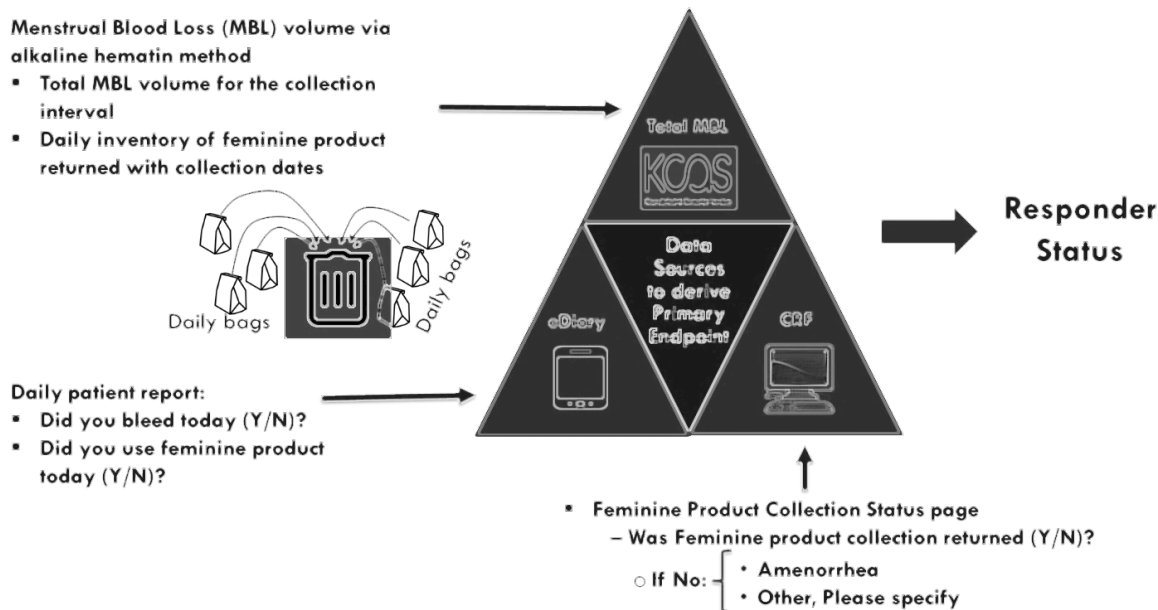 Menstrual Blood Loss (MBL) volume via
alkaline hematin method
▪ Total MBL volume for the collection
interval
▪ Daily inventory of feminine product
returned with collection dates
Daily bags
Daily bags
Daily patient report:
▪ Did you bleed today (Y/N)?
▪ Did you use feminine product
today (Y/N)?
Total MBL
KCAS
Data
Sources
to derive
Primary
Endpoint
eDiary
CRF
Responder
Status
▪ Feminine Product Collection Status page
– Was Feminine product collection returned (Y/N)?
○ If No:
• Amenorrhea
• Other, Please specify